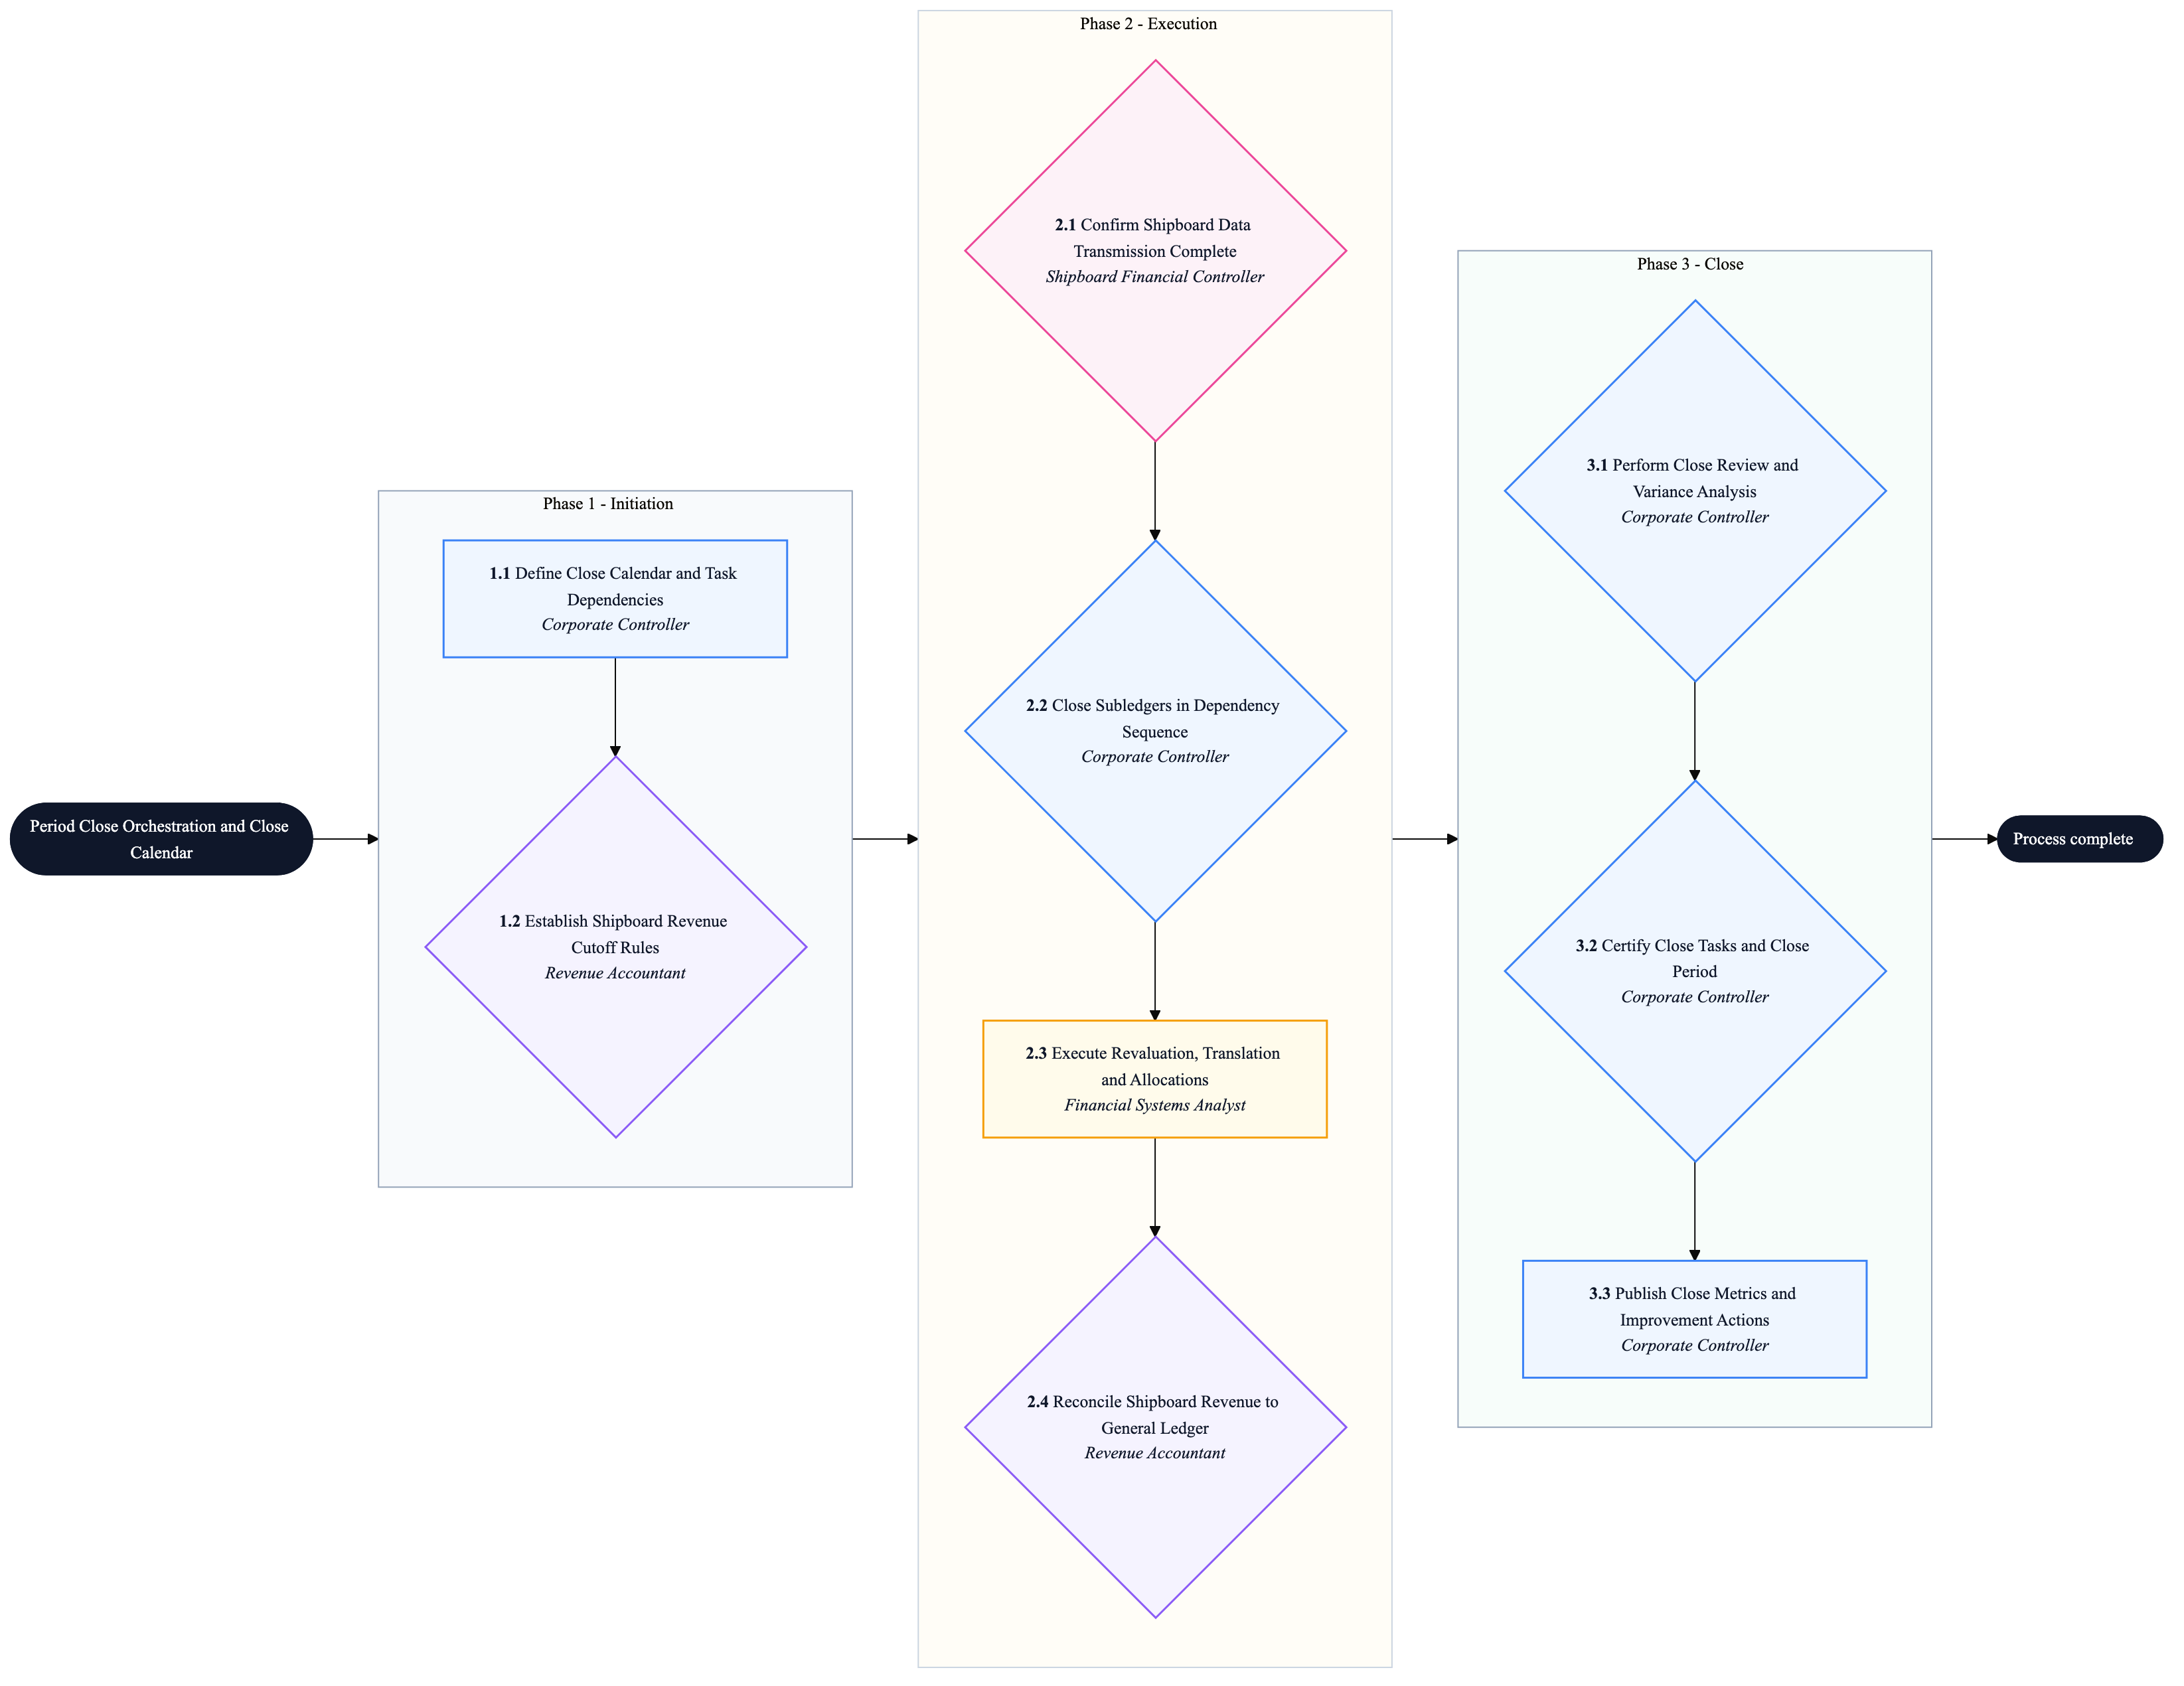 Period Close Orchestration and Close
Calendar
Phase 1 - Initiation
1.1 Define Close Calendar and Task
Dependencies
Corporate Controller
1.2 Establish Shipboard Revenue
Cutoff Rules
Revenue Accountant
Phase 2 - Execution
2.1 Confirm Shipboard Data
Transmission Complete
Shipboard Financial Controller
2.2 Close Subledgers in Dependency
Sequence
Corporate Controller
2.3 Execute Revaluation, Translation
and Allocations
Financial Systems Analyst
2.4 Reconcile Shipboard Revenue to
General Ledger
Revenue Accountant
Phase 3 - Close
3.1 Perform Close Review and
Variance Analysis
Corporate Controller
3.2 Certify Close Tasks and Close
Period
Corporate Controller
3.3 Publish Close Metrics and
Improvement Actions
Corporate Controller
Process complete